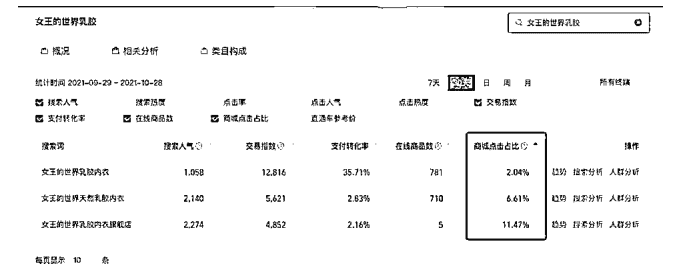 女王的世界乳胶
女王的世界乳胶
概况 相关分析 类目构成
统计时间 2021-09-29 - 2021-10-28 7天 日 周 月 所有终端
搜索人气 搜索热度 点击率 点击人气 点击热度 交易指数
支付转化率 在线商品数 商城点击占比 直通车参考价
搜索词 搜索人气 交易指数 支付转化率 在线商品数 商城点击占比 操作
女王的世界乳胶内衣 1,058 12,816 35.71% 781 2.04% 趋势 搜索分析 人群分析
女王的世界天然乳胶内衣 2,140 5,621 2.83% 710 6.61% 趋势 搜索分析 人群分析
女王的世界乳胶内衣旗舰店 2,274 4,852 2.16% 5 11.47% 趋势 搜索分析 人群分析
每页显示 10 条